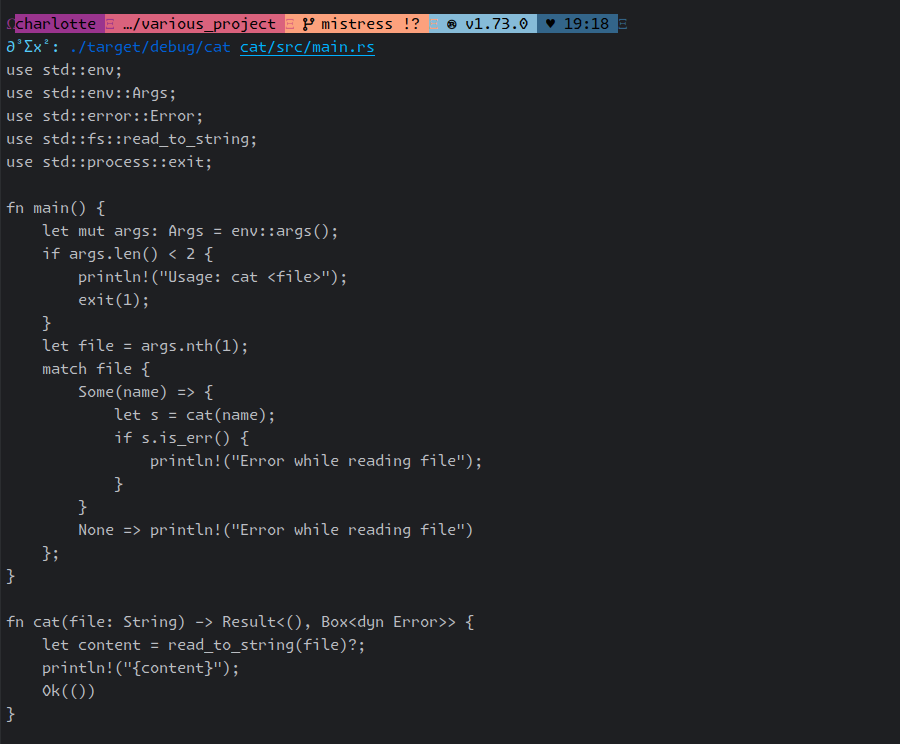 charlotte …/various_project mistress !? v1.73.0 ♥ 19:18
∂³Σx²: ./target/debug/cat cat/src/main.rs
use std::env;
use std::env::Args;
use std::error::Error;
use std::fs::read_to_string;
use std::process::exit;

fn main() {
    let mut args: Args = env::args();
    if args.len() < 2 {
        println!("Usage: cat <file>");
        exit(1);
    }
    let file = args.nth(1);
    match file {
        Some(name) => {
            let s = cat(name);
            if s.is_err() {
                println!("Error while reading file");
            }
        }
        None => println!("Error while reading file")
    };
}

fn cat(file: String) -> Result<(), Box<dyn Error>> {
    let content = read_to_string(file)?;
    println!("{content}");
    Ok(())
}